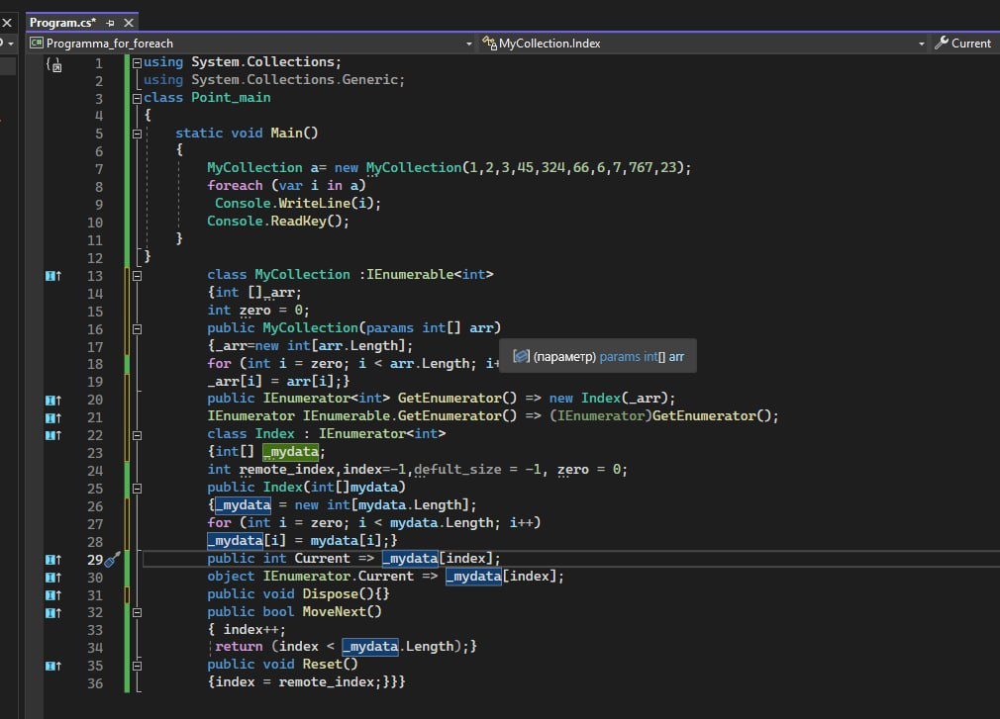 Program.cs*
Programma_for_foreach
MyCollection.Index
Current
1 using System.Collections;
2 using System.Collections.Generic;
3 class Point_main
4 {
5 static void Main()
6 {
7 MyCollection a= new MyCollection(1,2,3,45,324,66,6,7,767,23);
8 foreach (var i in a)
9 Console.WriteLine(i);
10 Console.ReadKey();
11 }
12 }
13 class MyCollection :IEnumerable<int>
14 {int []_arr;
15 int zero = 0;
16 public MyCollection(params int[] arr)
17 {_arr=new int[arr.Length];
(параметр) params int[] arr
18 for (int i = zero; i < arr.Length; i+
19 _arr[i] = arr[i];}
20 public IEnumerator<int> GetEnumerator() => new Index(_arr);
21 IEnumerator IEnumerable.GetEnumerator() => (IEnumerator)GetEnumerator();
22 class Index : IEnumerator<int>
23 {int[] _mydata;
24 int remote_index,index=-1,defult_size = -1, zero = 0;
25 public Index(int[]mydata)
26 {_mydata = new int[mydata.Length];
27 for (int i = zero; i < mydata.Length; i++)
28 _mydata[i] = mydata[i];}
29 public int Current => _mydata[index];
30 object IEnumerator.Current => _mydata[index];
31 public void Dispose(){}
32 public bool MoveNext()
33 { index++;
34 return (index < _mydata.Length);}
35 public void Reset()
36 {index = remote_index;}}}